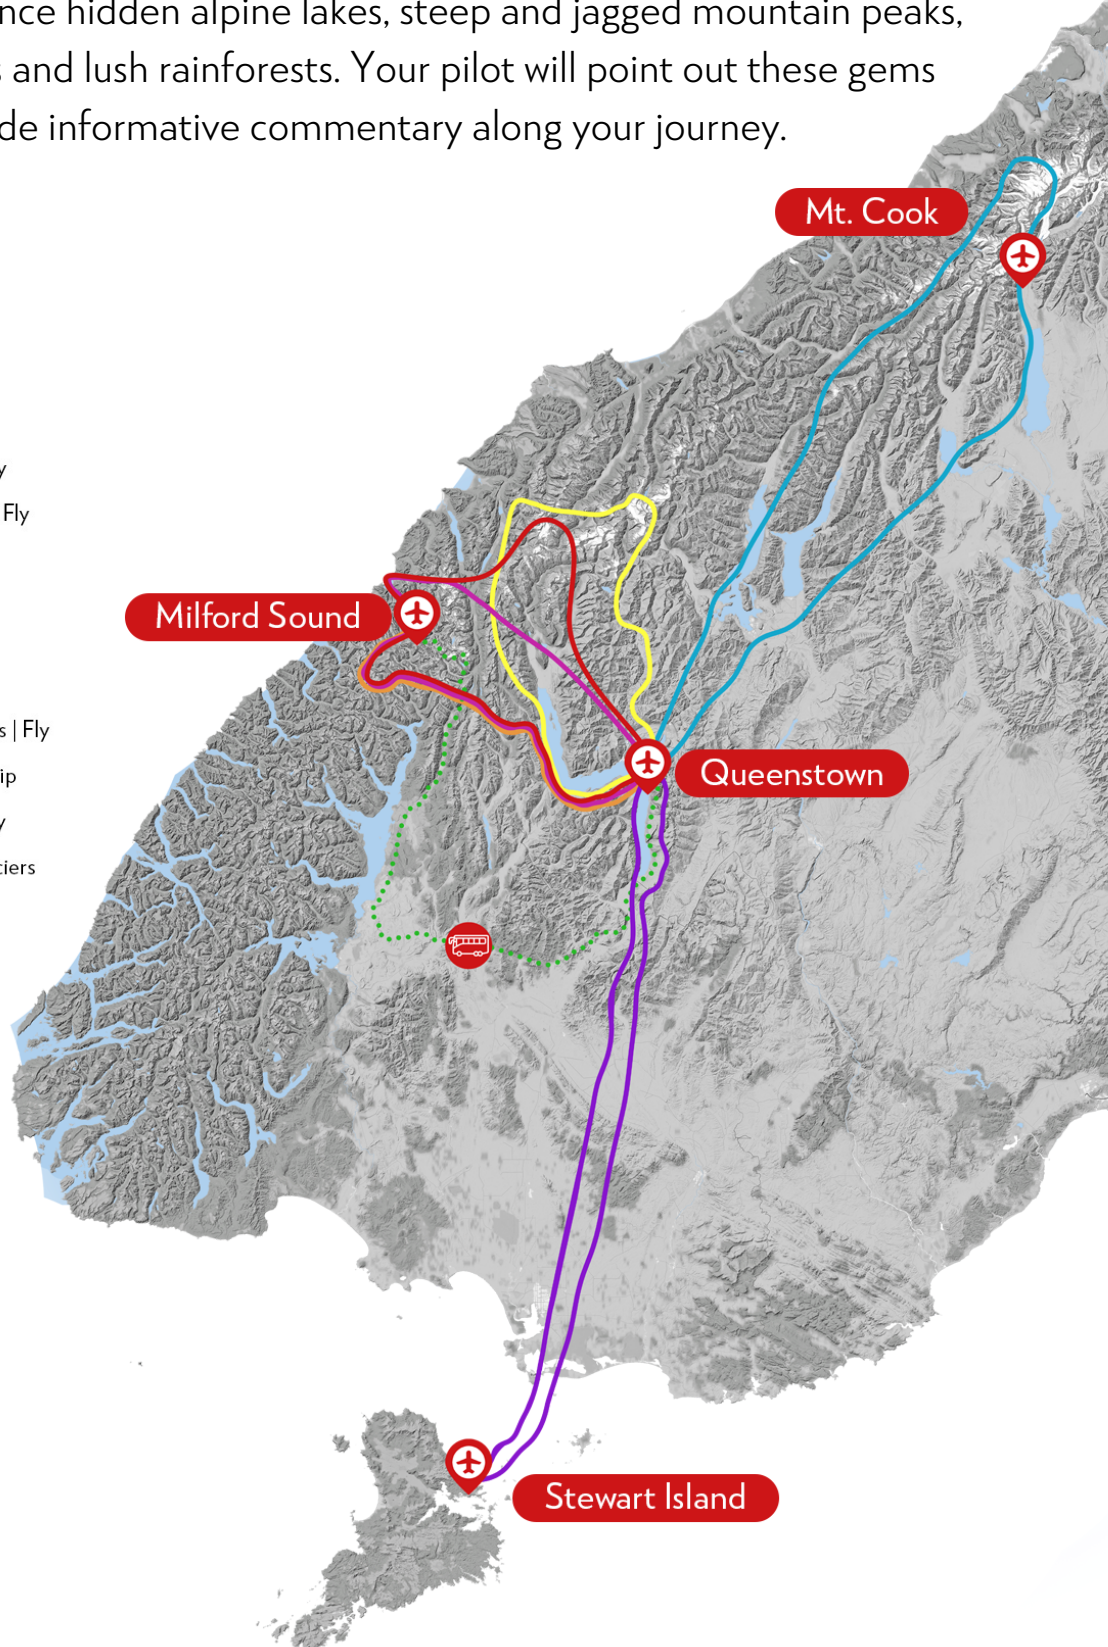 nce hidden alpine lakes, steep and jagged mountain peaks,
s and lush rainforests. Your pilot will point out these gems
de informative commentary along your journey.
Mt. Cook
y
Fly
Milford Sound
s | Fly
ip
Queenstown
y
ciers
Stewart Island